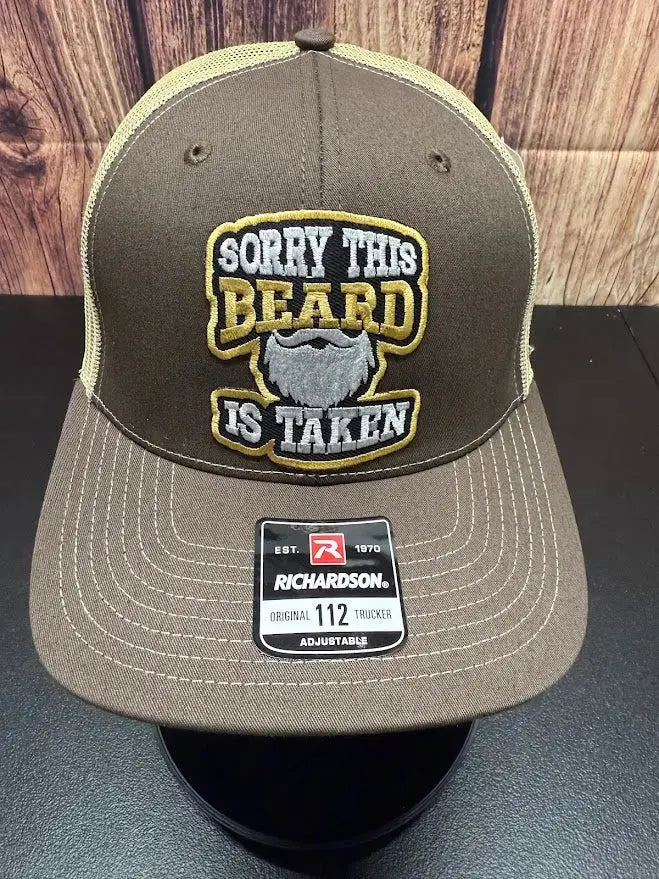 SORRY THIS
BEARD
IS TAKEN
EST. R 1970
RICHARDSON®
ORIGINAL 112 TRUCKER
ADJUSTABLE